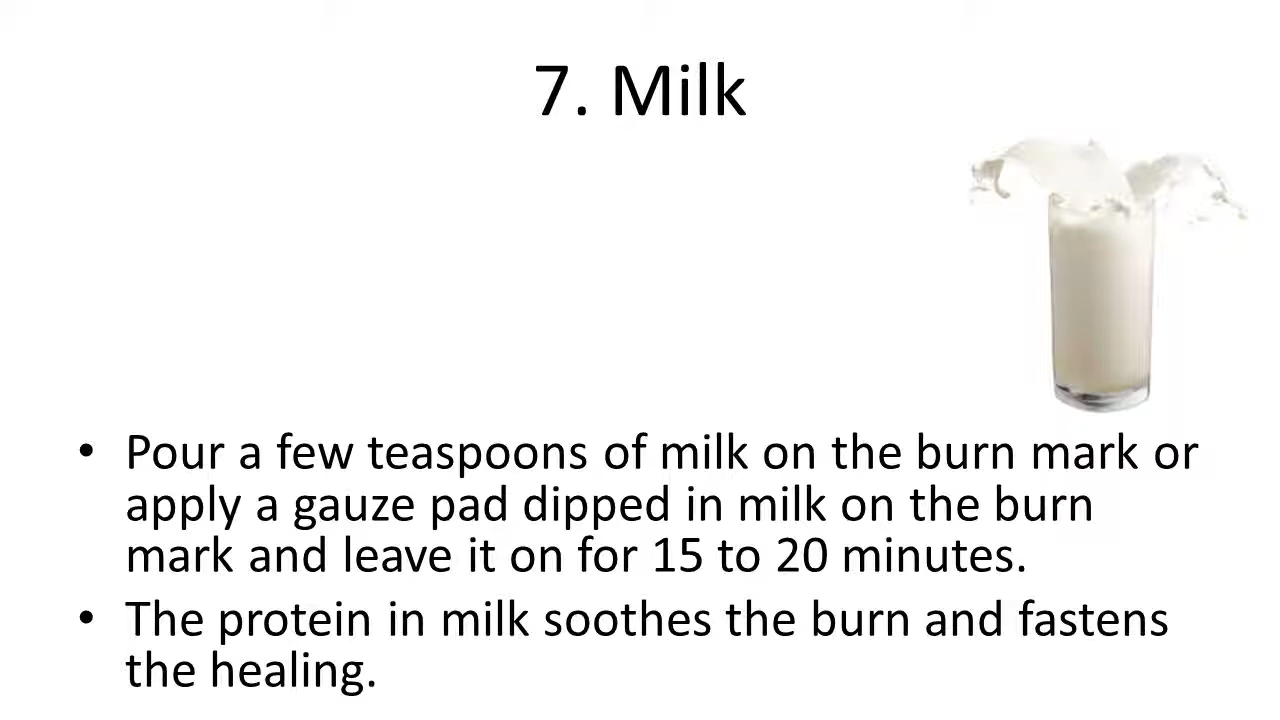 7. Milk
• Pour a few teaspoons of milk on the burn mark or
apply a gauze pad dipped in milk on the burn
mark and leave it on for 15 to 20 minutes.
• The protein in milk soothes the burn and fastens
the healing.